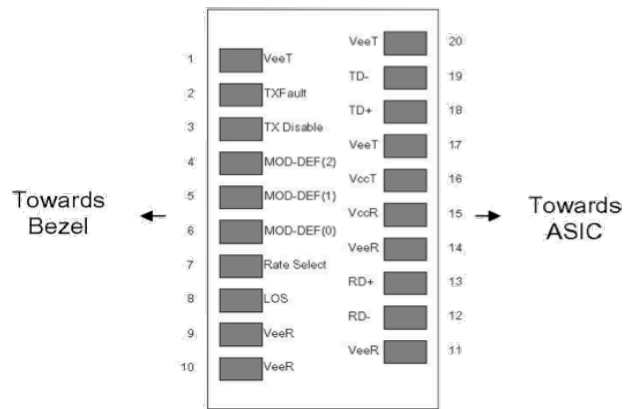 VeeT 20
1 VeeT
TD- 19
2 TXFault
TD+ 18
3 TX Disable
VeeT 17
4 MOD-DEF(2)
VccT 16
5 MOD-DEF(1)
Towards
Bezel
VccR 15
Towards
ASIC
6 MOD-DEF(0)
VeeR 14
7 Rate Select
RD+ 13
8 LOS
RD- 12
9 VeeR
VeeR 11
10 VeeR